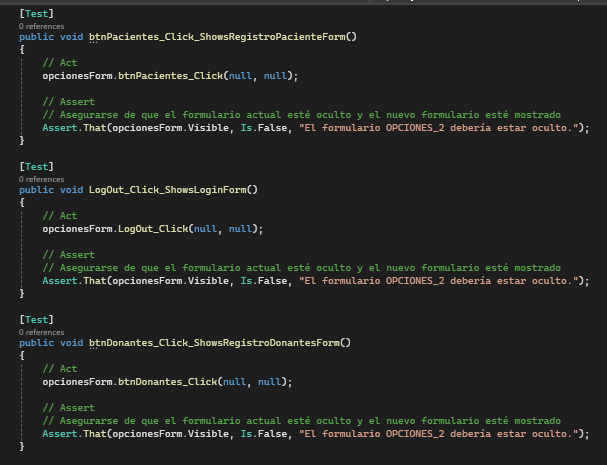 [Test]
0 references
public void btnPacientes_Click_ShowsRegistroPacienteForm()
{
// Act
opcionesForm.btnPacientes_Click(null, null);
// Assert
// Asegurarse de que el formulario actual esté oculto y el nuevo formulario esté mostrado
Assert.That(opcionesForm.Visible, Is.False, "El formulario OPCIONES_2 debería estar oculto.");
}
[Test]
0 references
public void LogOut_Click_ShowsLoginForm()
{
// Act
opcionesForm.LogOut_Click(null, null);
// Assert
// Asegurarse de que el formulario actual esté oculto y el nuevo formulario esté mostrado
Assert.That(opcionesForm.Visible, Is.False, "El formulario OPCIONES_2 debería estar oculto.");
}
[Test]
0 references
public void btnDonantes_Click_ShowsRegistroDonantesForm()
{
// Act
opcionesForm.btnDonantes_Click(null, null);
// Assert
// Asegurarse de que el formulario actual esté oculto y el nuevo formulario esté mostrado
Assert.That(opcionesForm.Visible, Is.False, "El formulario OPCIONES_2 debería estar oculto.");
}